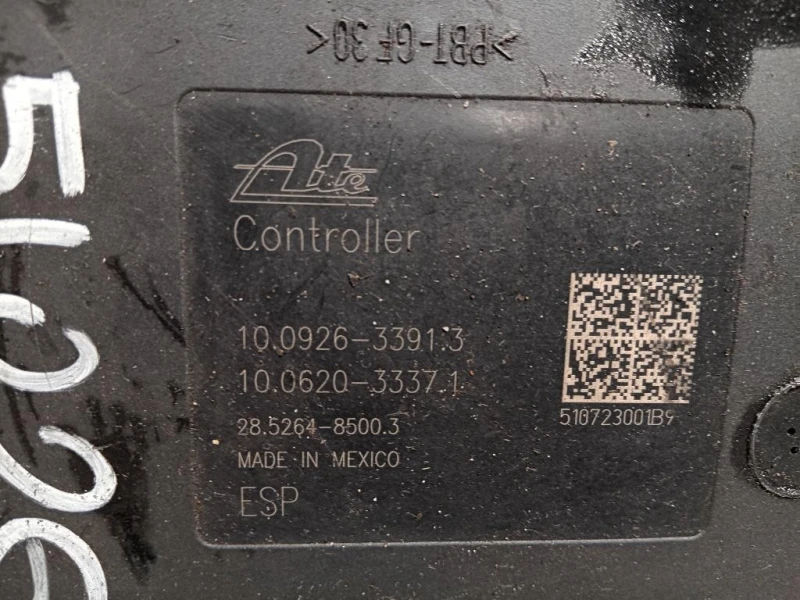 >PBT-GF30<
Ate
Controller
10.0926-3391.3
10.0620-3337.1
28.5264-8500.3
MADE IN MEXICO
ESP
510723001B9